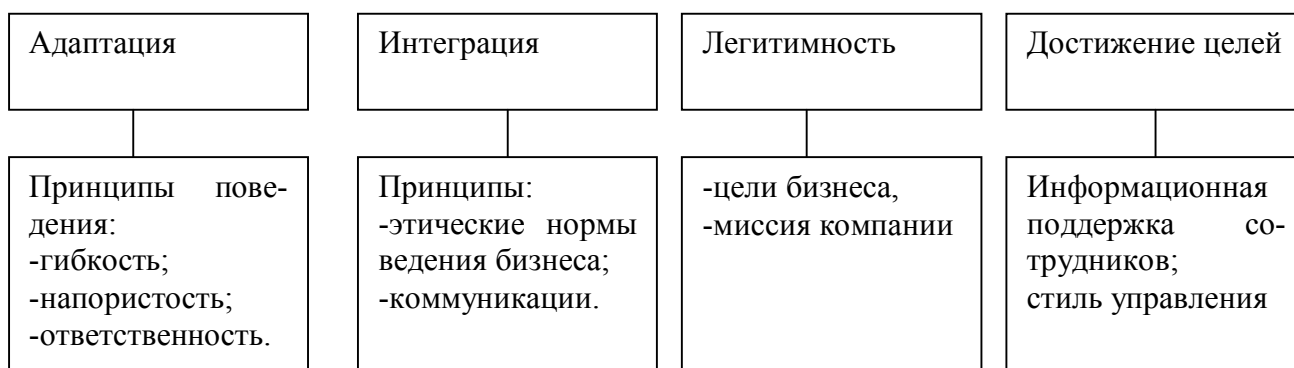 Адаптация
Интеграция
Легитимность
Достижение целей
Принципы пове-
дения:
-гибкость;
-напористость;
-ответственность.
Принципы:
-этические нормы
ведения бизнеса;
-коммуникации.
-цели бизнеса,
-миссия компании
Информационная
поддержка со-
трудников;
стиль управления